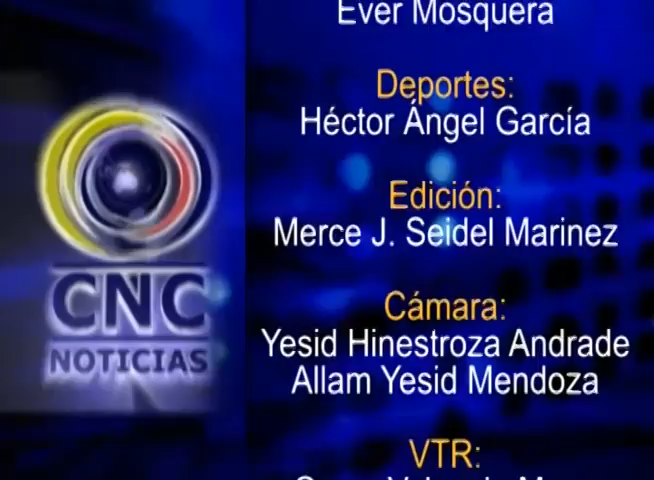 Ever Mosquera
Deportes:
Héctor Ángel García
Edición:
Merce J. Seidel Marinez
Cámara:
Yesid Hinestroza Andrade
Allam Yesid Mendoza
VTR:
CNC
NOTICIAS